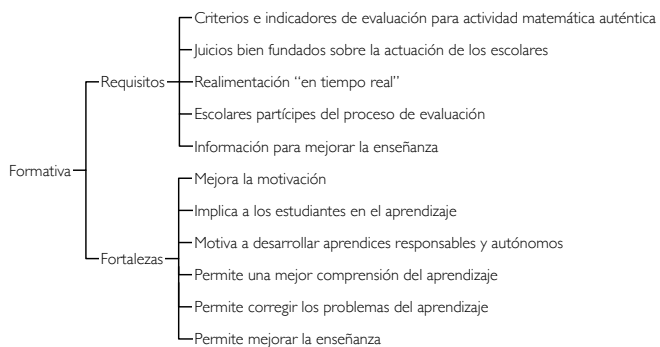 Criterios e indicadores de evaluación para actividad matemática auténtica
Juicios bien fundados sobre la actuación de los escolares
Requisitos
Realimentación “en tiempo real”
Escolares partícipes del proceso de evaluación
Información para mejorar la enseñanza
Formativa
Mejora la motivación
Implica a los estudiantes en el aprendizaje
Motiva a desarrollar aprendices responsables y autónomos
Fortalezas
Permite una mejor comprensión del aprendizaje
Permite corregir los problemas del aprendizaje
Permite mejorar la enseñanza